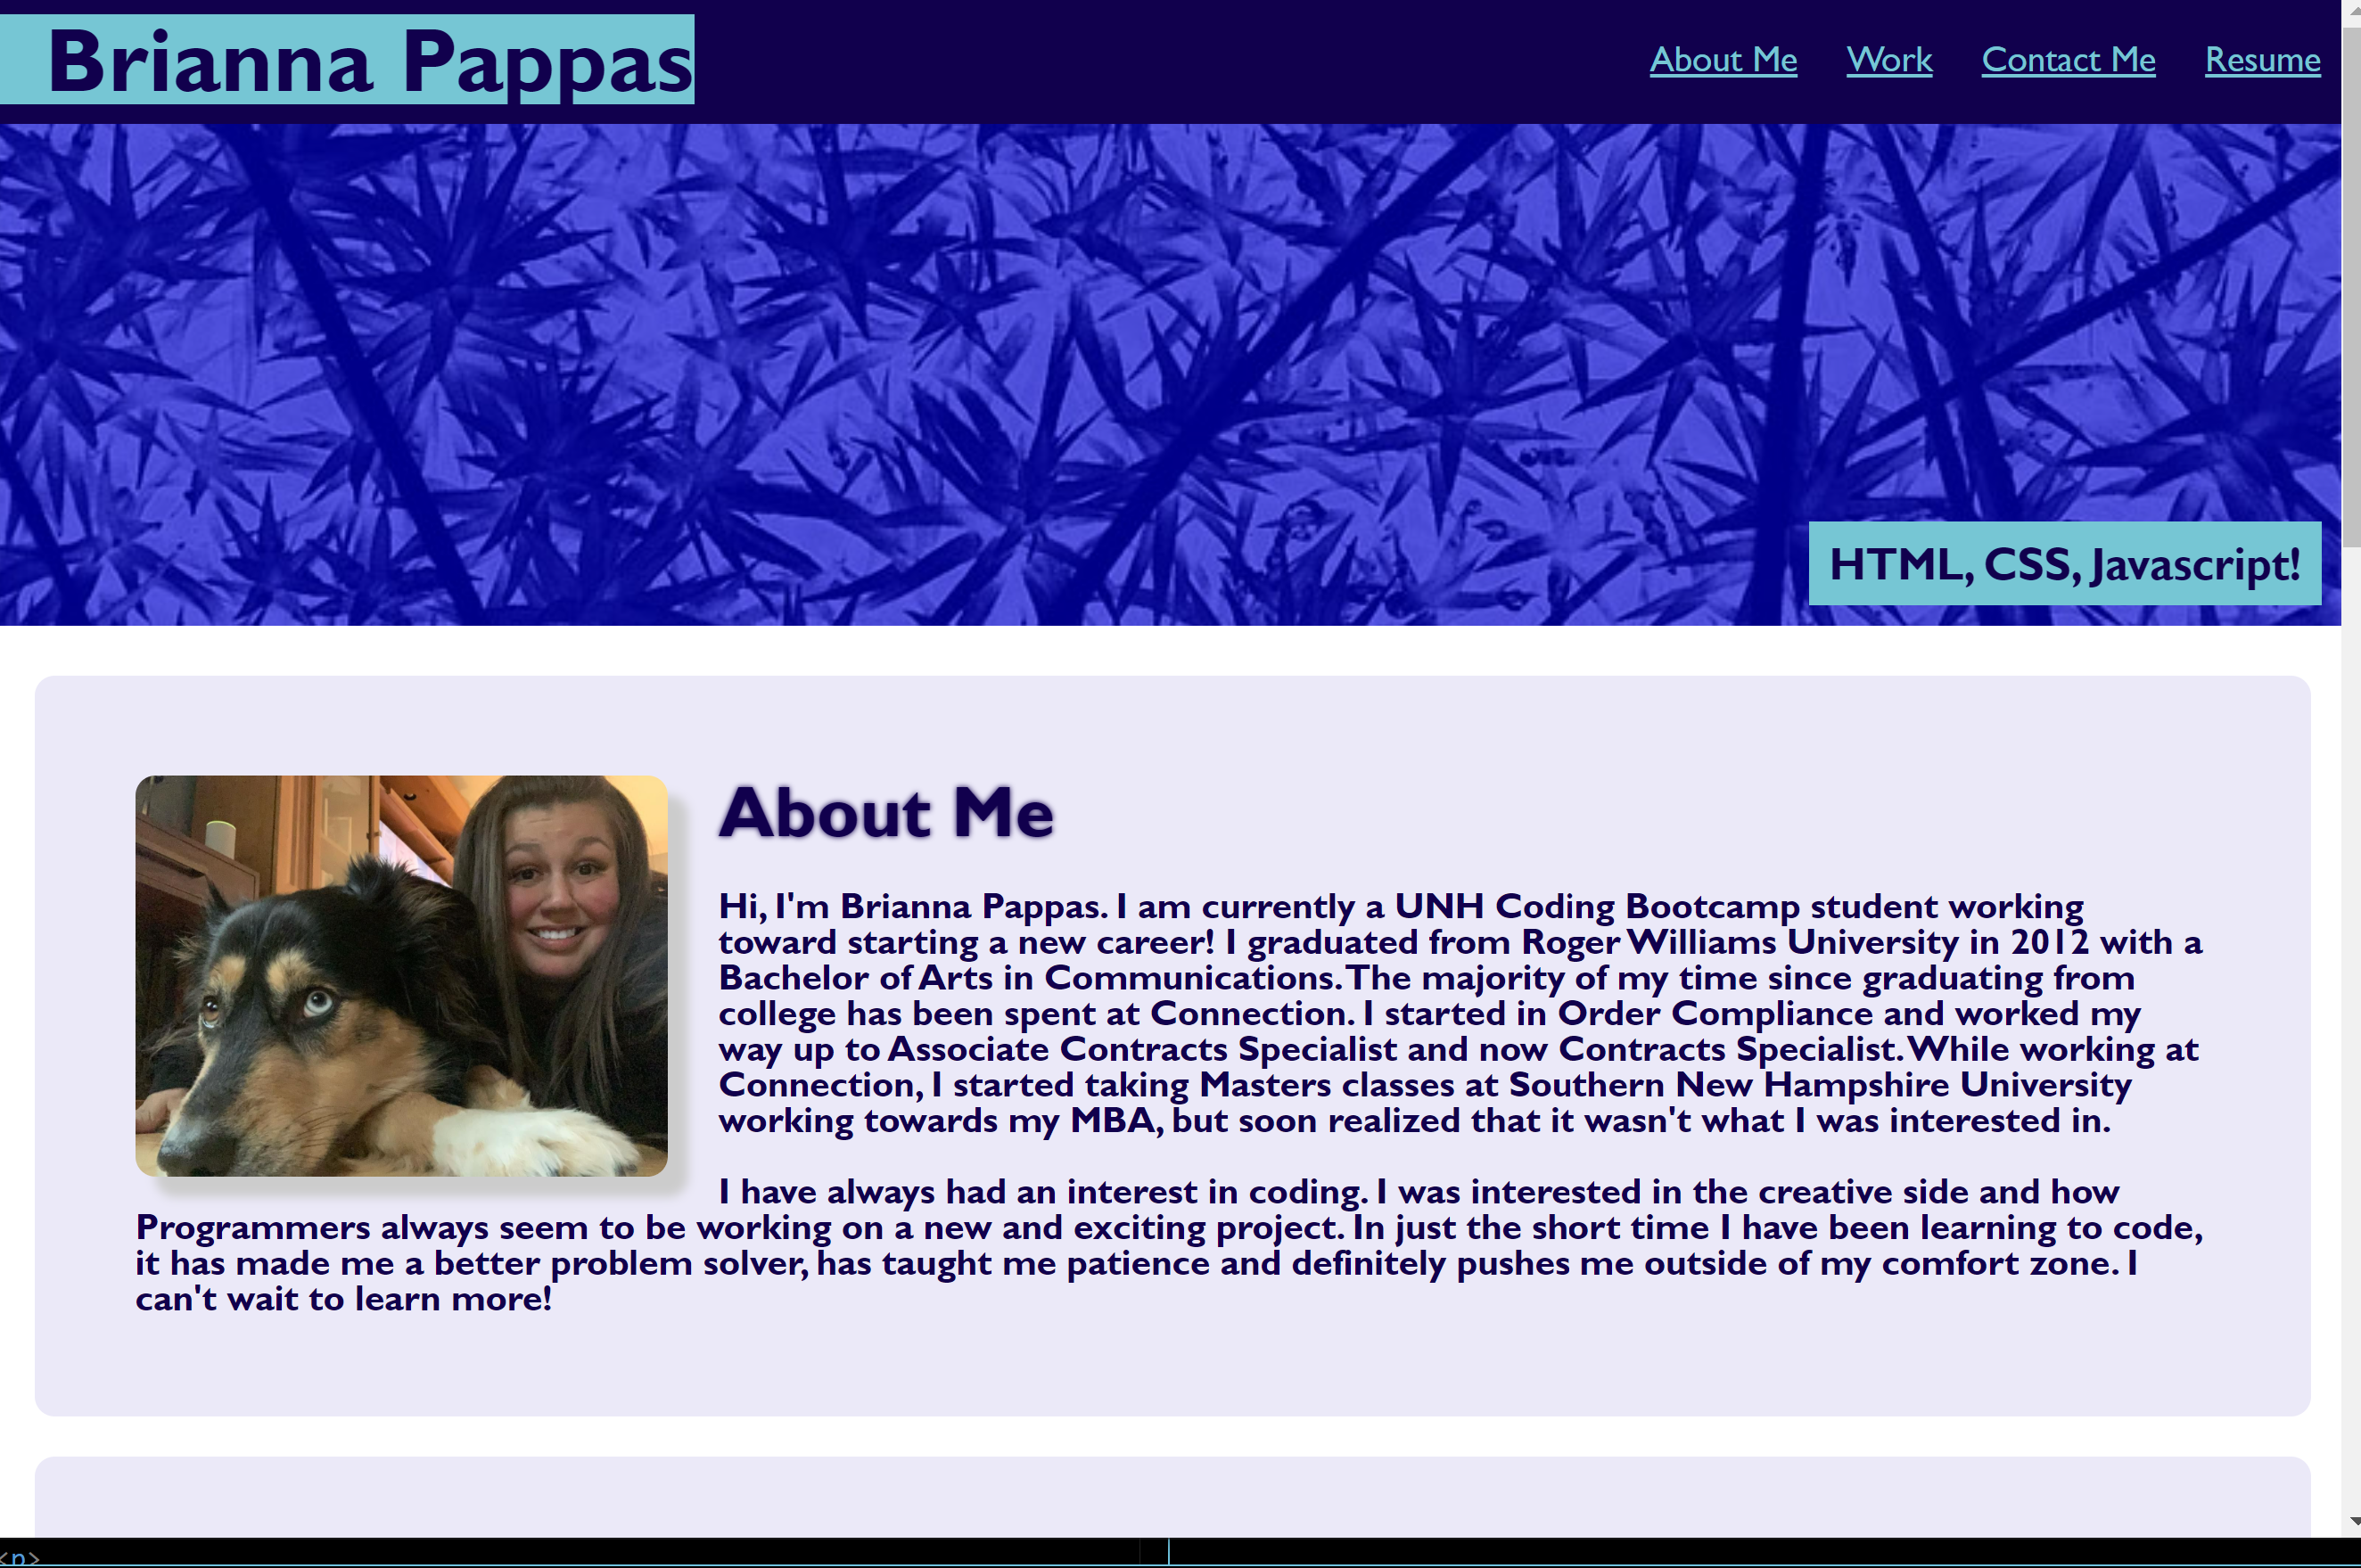 Brianna Pappas
About Me Work Contact Me Resume
HTML, CSS, Javascript!
About Me
Hi, I'm Brianna Pappas. I am currently a UNH Coding Bootcamp student working
toward starting a new career! I graduated from Roger Williams University in 2012 with a
Bachelor of Arts in Communications. The majority of my time since graduating from
college has been spent at Connection. I started in Order Compliance and worked my
way up to Associate Contracts Specialist and now Contracts Specialist. While working at
Connection, I started taking Masters classes at Southern New Hampshire University
working towards my MBA, but soon realized that it wasn't what I was interested in.
I have always had an interest in coding. I was interested in the creative side and how
Programmers always seem to be working on a new and exciting project. In just the short time I have been learning to code,
it has made me a better problem solver, has taught me patience and definitely pushes me outside of my comfort zone. I
can't wait to learn more!
<p>